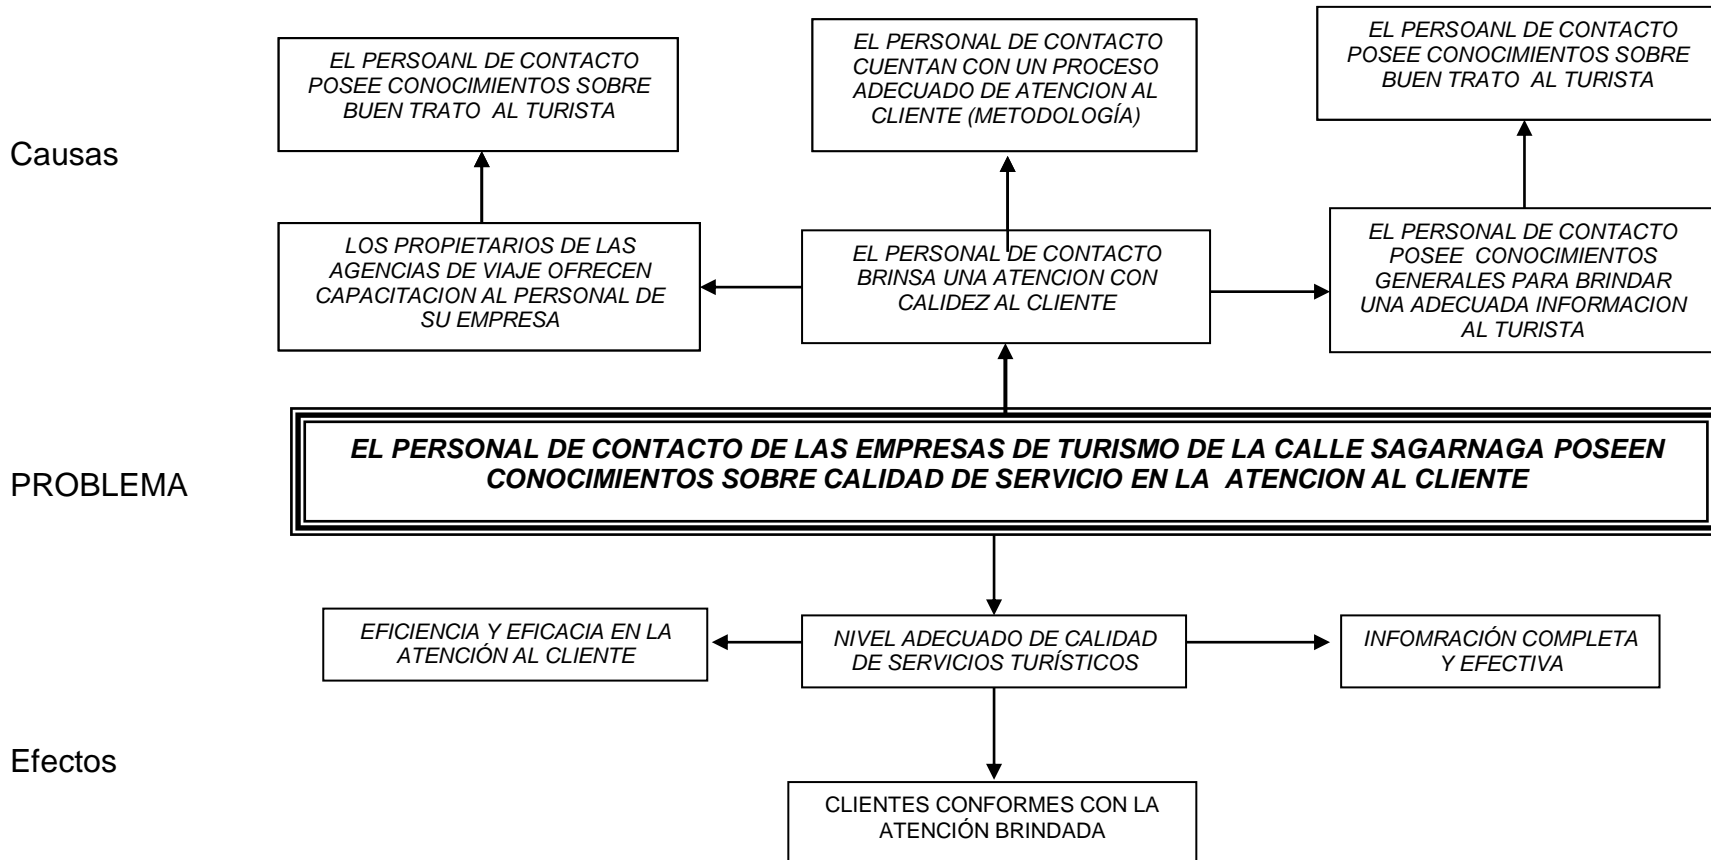 EL PERSOANL DE CONTACTO
POSEE CONOCIMIENTOS SOBRE
BUEN TRATO AL TURISTA
EL PERSONAL DE CONTACTO
CUENTAN CON UN PROCESO
ADECUADO DE ATENCION AL
CLIENTE (METODOLOGÍA)
EL PERSOANL DE CONTACTO
POSEE CONOCIMIENTOS SOBRE
BUEN TRATO AL TURISTA
Causas
LOS PROPIETARIOS DE LAS
AGENCIAS DE VIAJE OFRECEN
CAPACITACION AL PERSONAL DE
SU EMPRESA
EL PERSONAL DE CONTACTO
BRINSA UNA ATENCION CON
CALIDEZ AL CLIENTE
EL PERSONAL DE CONTACTO
POSEE CONOCIMIENTOS
GENERALES PARA BRINDAR
UNA ADECUADA INFORMACION
AL TURISTA
PROBLEMA
EL PERSONAL DE CONTACTO DE LAS EMPRESAS DE TURISMO DE LA CALLE SAGARNAGA POSEEN
CONOCIMIENTOS SOBRE CALIDAD DE SERVICIO EN LA ATENCION AL CLIENTE
EFICIENCIA Y EFICACIA EN LA
ATENCIÓN AL CLIENTE
NIVEL ADECUADO DE CALIDAD
DE SERVICIOS TURÍSTICOS
INFOMRACIÓN COMPLETA
Y EFECTIVA
Efectos
CLIENTES CONFORMES CON LA
ATENCIÓN BRINDADA